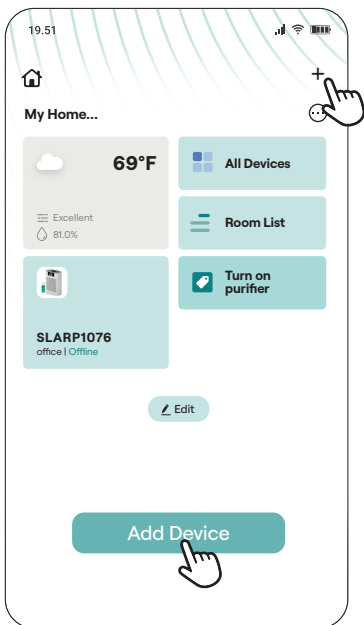 19.51
+
My Home...
69°F
All Devices
Excellent
81.0%
Room List
Turn on
purifier
SLARP1076
office | Offline
Edit
Add Device